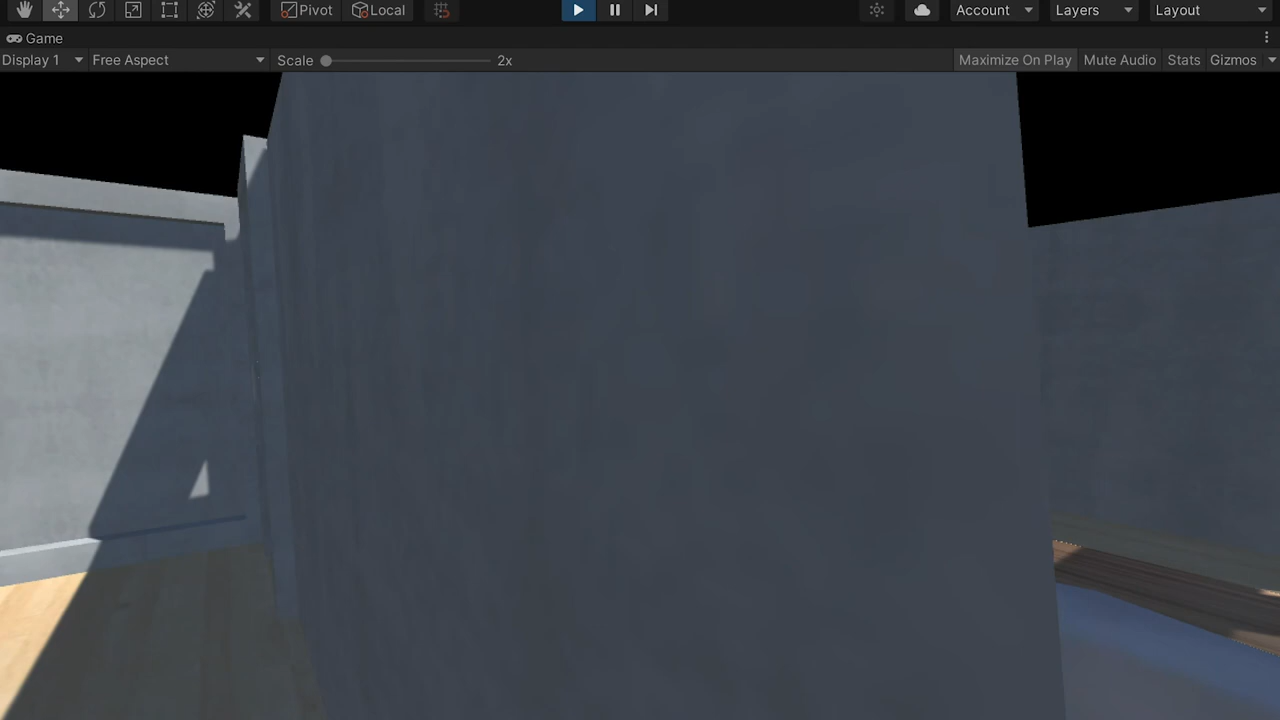 Pivot Local Account Layers Layout
Game
Display 1 Free Aspect Scale 2x Maximize On Play Mute Audio Stats Gizmos